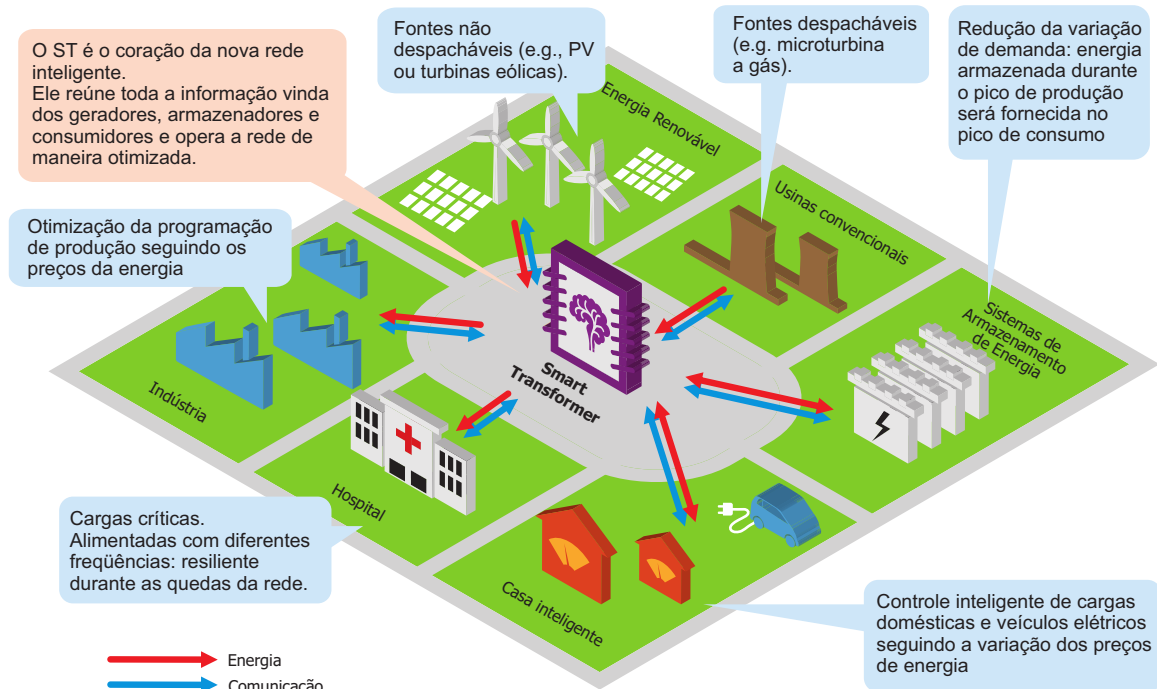 O ST é o coração da nova rede
inteligente.
Ele reúne toda a informação vinda
dos geradores, armazenadores e
consumidores e opera a rede de
maneira otimizada.
Fontes não
despacháveis (e.g., PV
ou turbinas eólicas).
Fontes despacháveis
(e.g. microturbina
a gás).
Redução da variação
de demanda: energia
armazenada durante
o pico de produção
será fornecida no
pico de consumo
Energia Renovável
Usinas convencionais
Otimização da programação
de produção seguindo os
preços da energia
Sistemas de
Armazenamento
de Energia
Smart
Transformer
Indústria
Hospital
Casa inteligente
Cargas críticas.
Alimentadas com diferentes
freqüências: resiliente
durante as quedas da rede.
Controle inteligente de cargas
domésticas e veículos elétricos
seguindo a variação dos preços
de energia
Energia
Comunicação